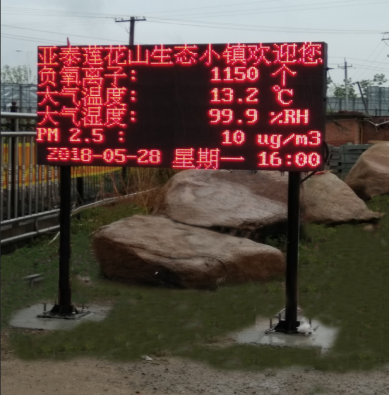 亚泰莲花山生态小镇欢迎您
负氧离子: 1150 个
大气温度: 13.2 ℃
大气湿度: 99.9 %RH
PM 2.5 : 10 ug/m3
2018-05-28 星期一 16:00